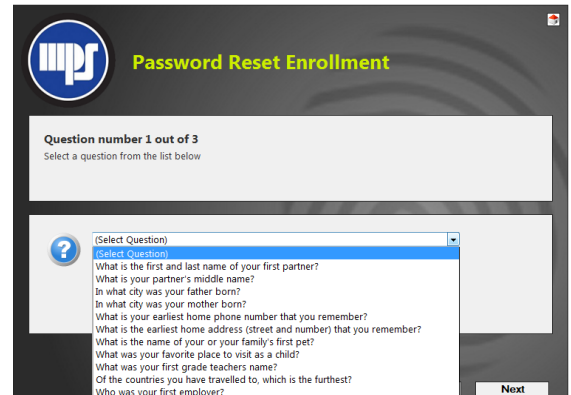 mps
Password Reset Enrollment
Question number 1 out of 3
Select a question from the list below
?
(Select Question)
(Select Question)
What is the first and last name of your first partner?
What is your partner's middle name?
In what city was your father born?
In what city was your mother born?
What is your earliest home phone number that you remember?
What is the earliest home address (street and number) that you remember?
What is the name of your or your family's first pet?
What was your favorite place to visit as a child?
What was your first grade teachers name?
Of the countries you have travelled to, which is the furthest?
Who was your first employer?
Next